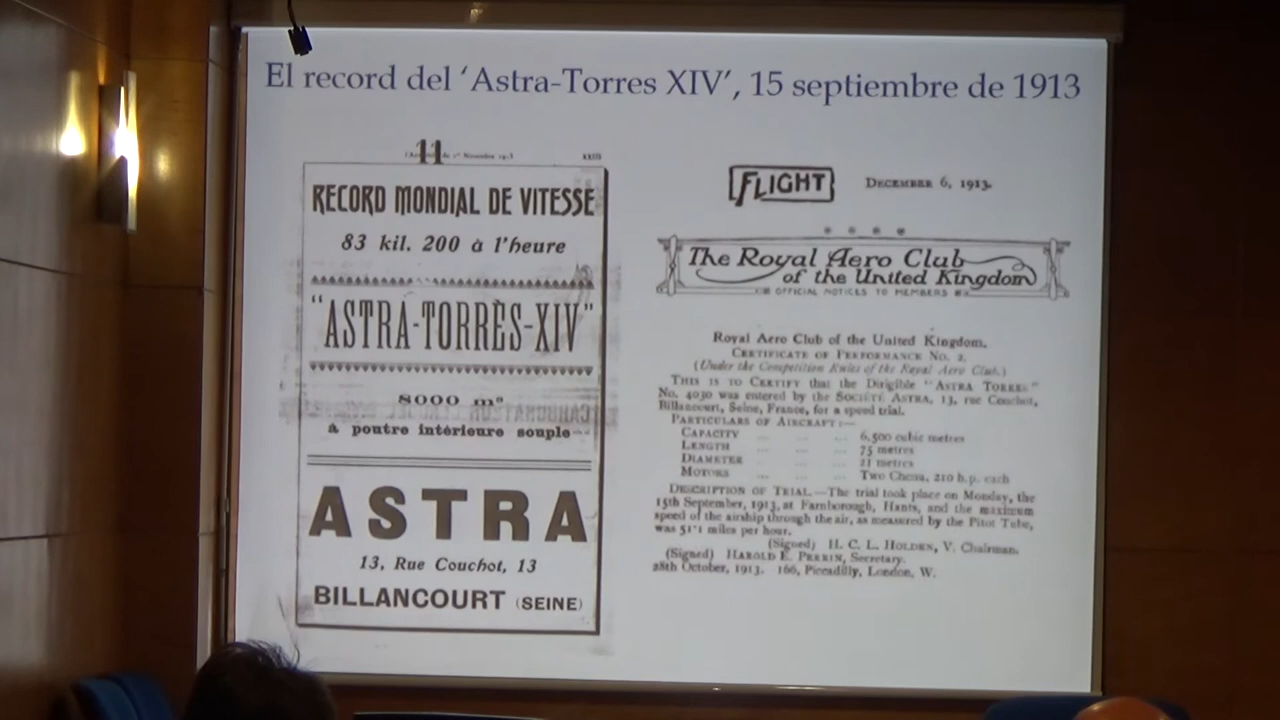 El record del ‘Astra-Torres XIV’, 15 septiembre de 1913
11
XXIII
RECORD MONDIAL DE VITESSE
83 kil. 200 à l'heure
"ASTRA-TORRÈS-XIV"
8000 m³
à poutre intérieure souple
ASTRA
13, Rue Couchot, 13
BILLANCOURT (SEINE)
FLIGHT
DECEMBER 6, 1913.
The Royal Aero Club
of the United Kingdom
OFFICIAL NOTICES TO MEMBERS
Royal Aero Club of the United Kingdom.
CERTIFICATE OF PERFORMANCE NO. 2.
(Under the Competition Rules of the Royal Aero Club.)
THIS IS TO CERTIFY that the Dirigible "ASTRA TORRES"
No. 4030 was entered by the SOCIÉTÉ ASTRA, 13, rue Couchot,
Billancourt, Seine, France, for a speed trial.
PARTICULARS OF AIRCRAFT:—
CAPACITY ... ... ... 6,500 cubic metres
LENGTH ... ... ... 75 metres
DIAMETER ... ... ... 21 metres
MOTORS ... ... ... Two Chenu, 210 h.p. each
DESCRIPTION OF TRIAL.—The trial took place on Monday, the
15th September, 1913, at Farnborough, Hants, and the maximum
speed of the airship through the air, as measured by the Pitot Tube,
was 51·1 miles per hour.
(Signed) H. C. L. HOLDEN, V. Chairman.
(Signed) HAROLD E. PERRIN, Secretary.
28th October, 1913. 166, Piccadilly, London, W.